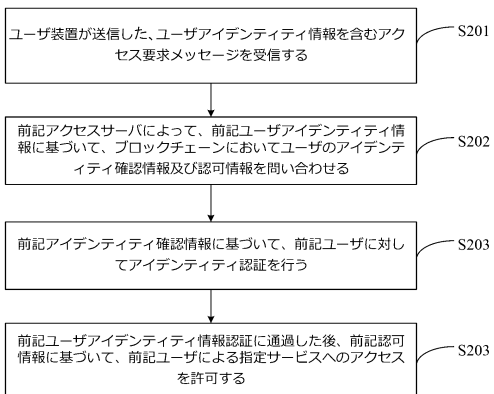 ユーザ装置が送信した、ユーザアイデンティティ情報を含むアク
セス要求メッセージを受信する
S201
前記アクセスサーバによって、前記ユーザアイデンティティ情
報に基づいて、ブロックチェーンにおいてユーザのアイデン
ティティ確認情報及び認可情報を問い合わせる
S202
前記アイデンティティ確認情報に基づいて、前記ユーザに対し
てアイデンティティ認証を行う
S203
前記ユーザアイデンティティ情報認証に通過した後、前記認可
情報に基づいて、前記ユーザによる指定サービスへのアクセス
を許可する
S203